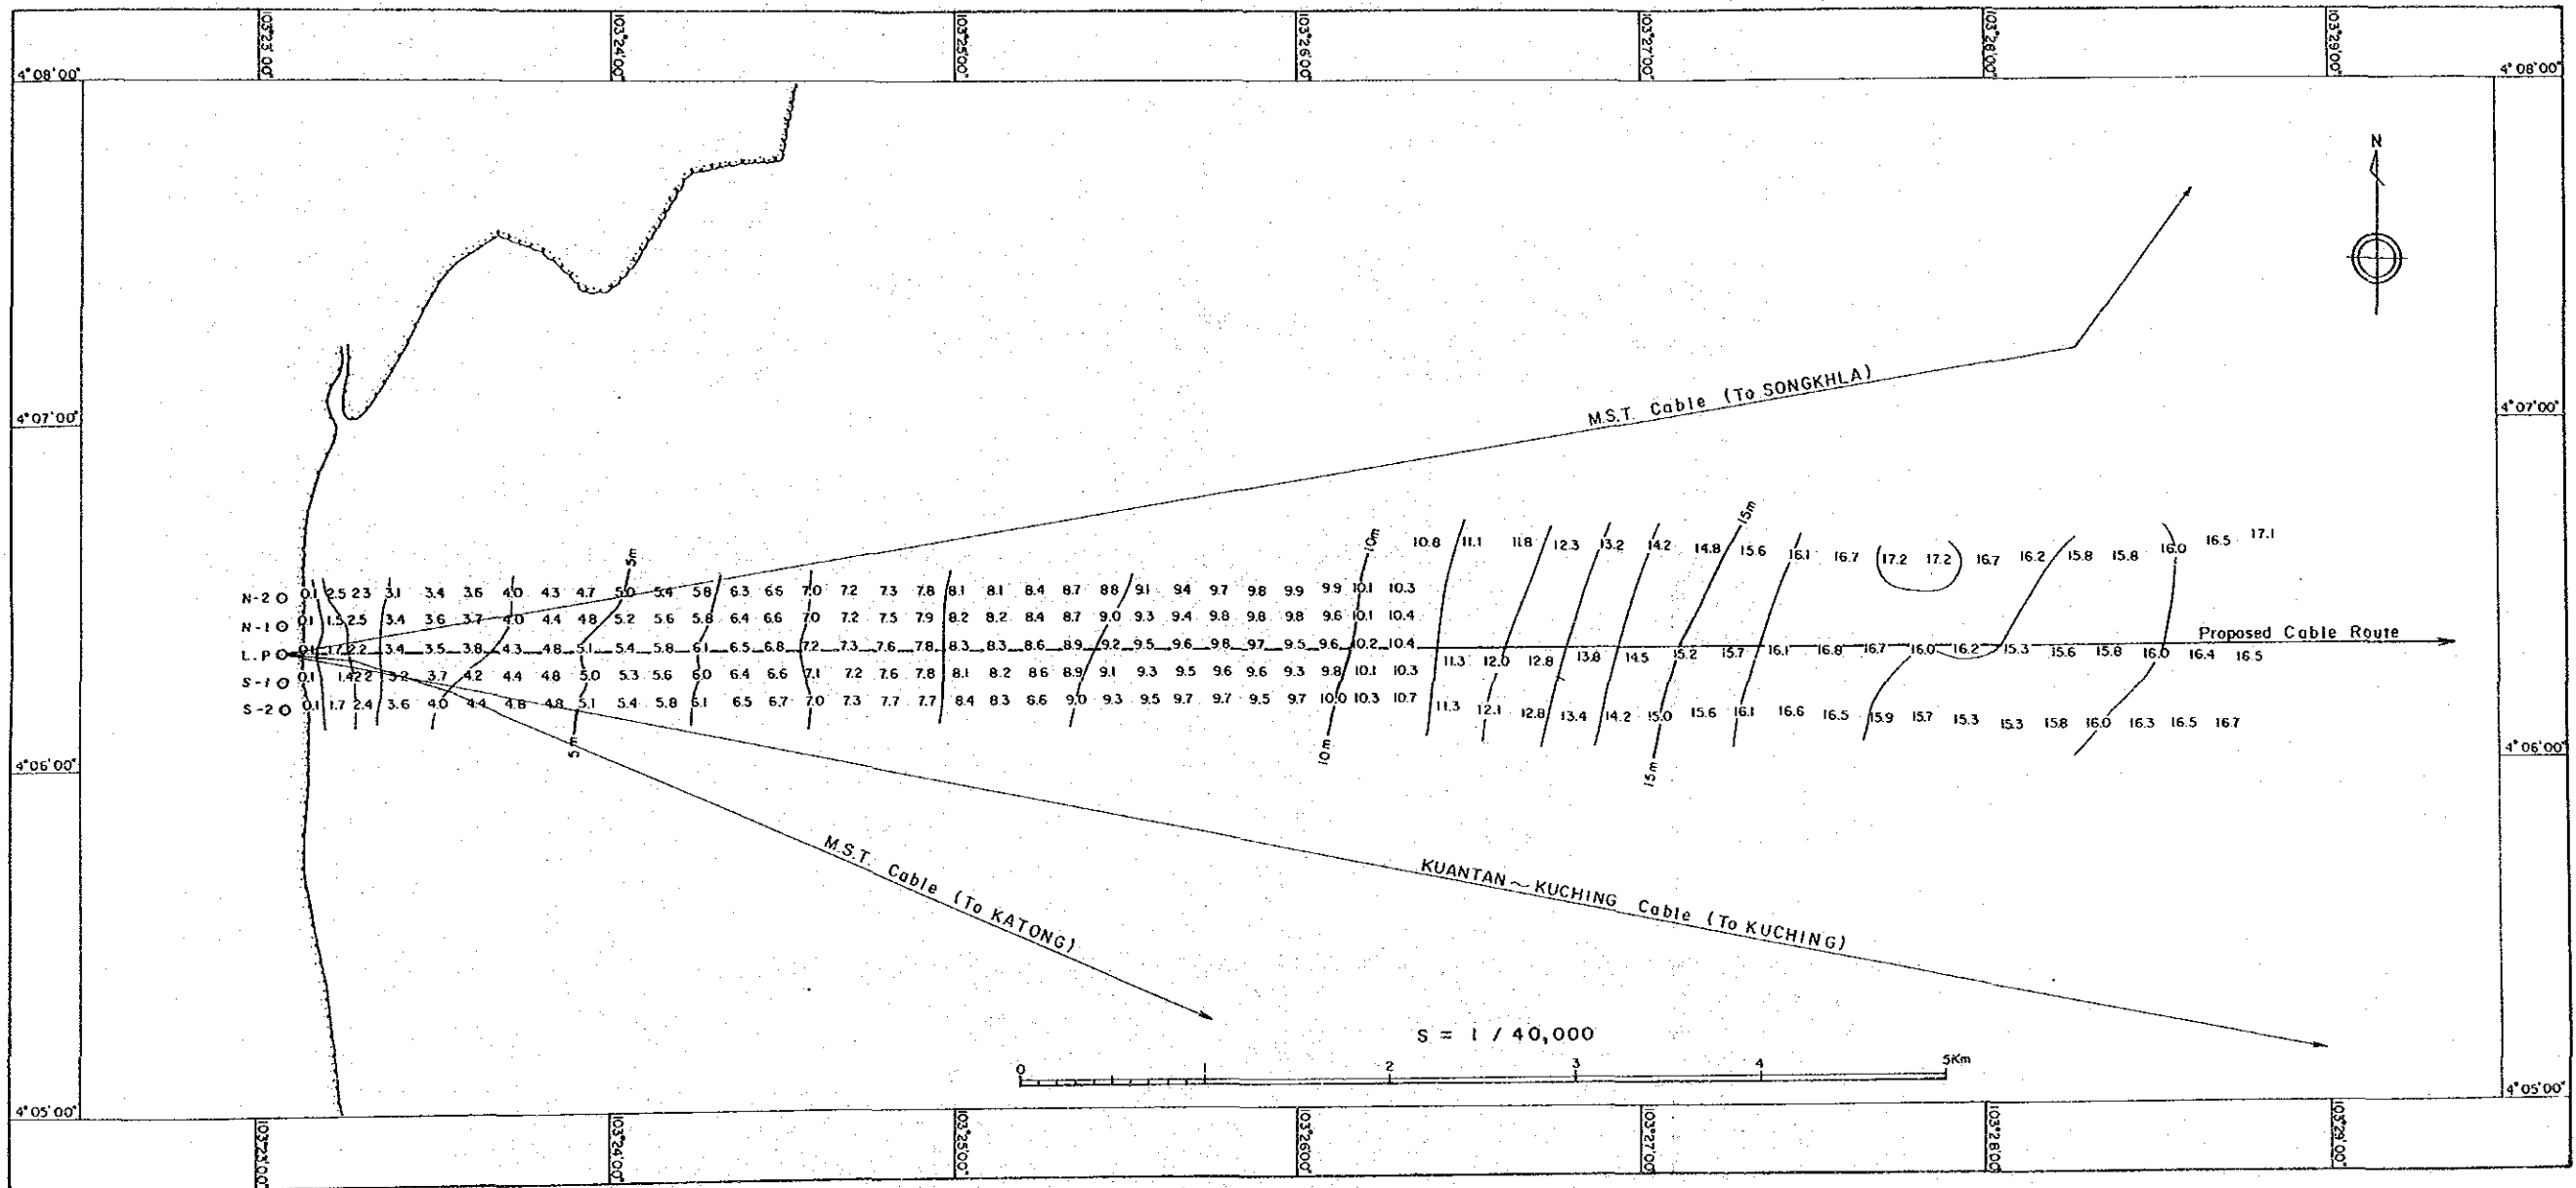 103°23'00"
103°24'00"
103°25'00"
103°26'00"
103°27'00"
103°28'00"
103°29'00"
4°08'00"
4°08'00"
N
M.S.T. Cable (To SONGKHLA)
4°07'00"
4°07'00"
5m
10m
15m
10.8 11.1 11.8 12.3 13.2 14.2 14.8 15.6 16.1 16.7 17.2 17.2 16.7 16.2 15.8 15.8 16.0 16.5 17.1
N-2 0.1 2.5 2.3 3.1 3.4 3.6 4.0 4.3 4.7 5.0 5.4 5.8 6.3 6.6 7.0 7.2 7.3 7.8 8.1 8.1 8.4 8.7 8.8 9.1 9.4 9.7 9.8 9.9 9.9 10.1 10.3
N-1 0.1 1.5 2.5 3.4 3.6 3.7 4.0 4.4 4.8 5.2 5.6 5.8 6.4 6.6 7.0 7.2 7.5 7.9 8.2 8.2 8.4 8.7 9.0 9.3 9.4 9.8 9.8 9.8 9.6 10.1 10.4
L.P 0.1 1.7 2.2 3.4 3.5 3.8 4.3 4.8 5.1 5.4 5.8 6.1 6.5 6.8 7.2 7.3 7.6 7.8 8.3 8.3 8.6 8.9 9.2 9.5 9.6 9.8 9.7 9.5 9.6 10.2 10.4
Proposed Cable Route
11.3 12.0 12.8 13.8 14.5 15.2 15.7 16.1 16.8 16.7 16.0 16.2 15.3 15.6 15.8 16.0 16.4 16.5
S-1 0.1 1.4 2.2 3.2 3.7 4.2 4.4 4.8 5.0 5.3 5.6 6.0 6.4 6.6 7.1 7.2 7.6 7.8 8.1 8.2 8.6 8.9 9.1 9.3 9.5 9.6 9.6 9.3 9.8 10.1 10.3
S-2 0.1 1.7 2.4 3.6 4.0 4.4 4.8 4.8 5.1 5.4 5.8 6.1 6.5 6.7 7.0 7.3 7.7 7.7 8.4 8.3 8.6 9.0 9.3 9.5 9.7 9.7 9.5 9.7 10.0 10.3 10.7
11.3 12.1 12.8 13.4 14.2 15.0 15.6 16.1 16.6 16.5 15.9 15.7 15.3 15.3 15.8 16.0 16.3 16.5 16.7
5m
10m
15m
4°06'00"
4°06'00"
M.S.T. Cable (To KATONG)
KUANTAN ~ KUCHING Cable (To KUCHING)
S = 1 / 40,000
0 2 3 4 5Km
4°05'00"
4°05'00"
103°23'00"
103°24'00"
103°25'00"
103°26'00"
103°27'00"
103°28'00"
103°29'00"